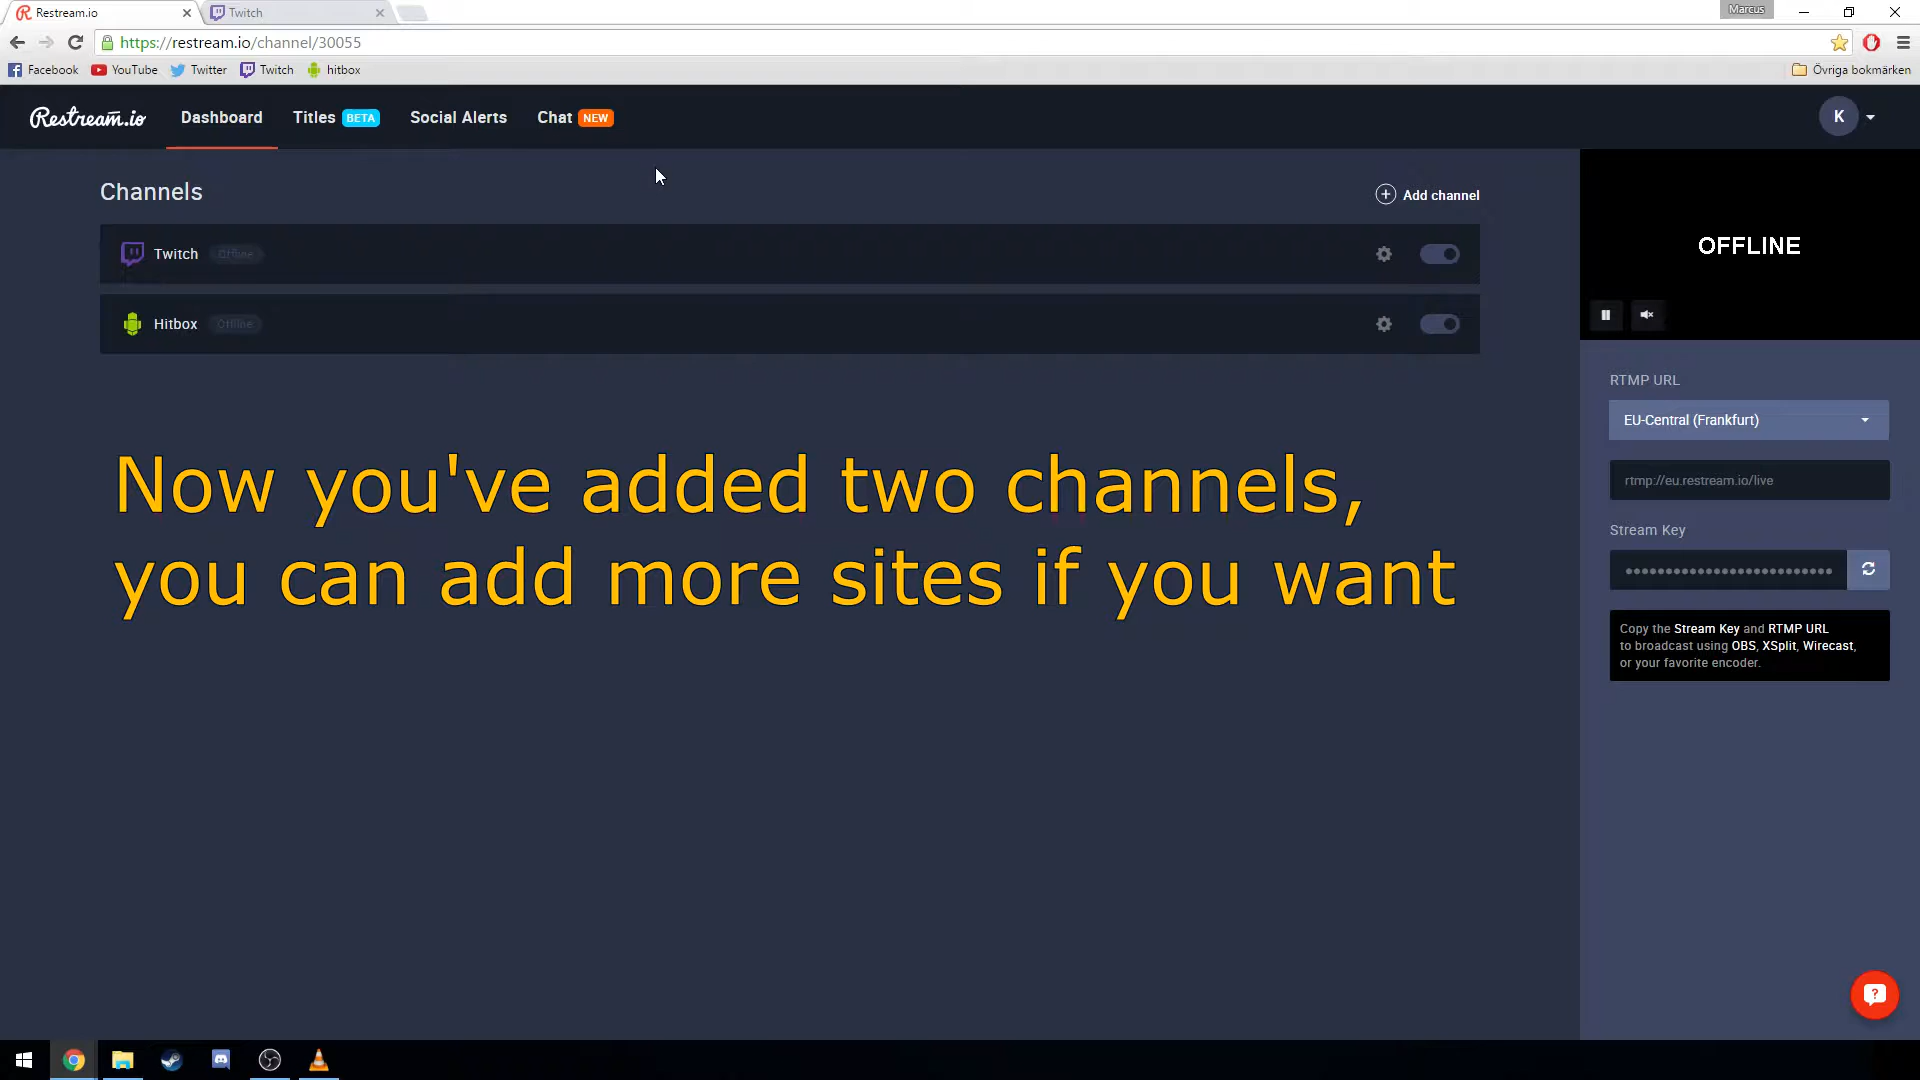 Restream.io
Twitch
Marcus
https://restream.io/channel/30055
Facebook
YouTube
Twitter
Twitch
hitbox
Övriga bokmärken
Restream.io
Dashboard
Titles BETA
Social Alerts
Chat NEW
K
Channels
Add channel
Twitch Offline
Hitbox Offline
OFFLINE
RTMP URL
EU-Central (Frankfurt)
rtmp://eu.restream.io/live
Stream Key
Copy the Stream Key and RTMP URL
to broadcast using OBS, XSplit, Wirecast,
or your favorite encoder.
Now you've added two channels,
you can add more sites if you want